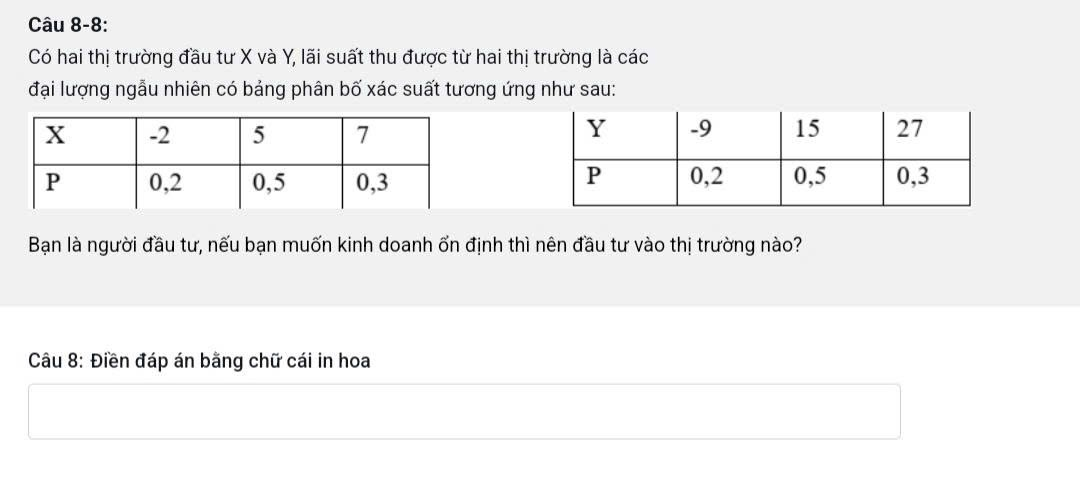 Câu 8-8:
Có hai thị trường đầu tư X và Y, lãi suất thu được từ hai thị trường là các
đại lượng ngẫu nhiên có bảng phân bố xác suất tương ứng như sau:
X -2 5 7
P 0,2 0,5 0,3
Y -9 15 27
P 0,2 0,5 0,3
Bạn là người đầu tư, nếu bạn muốn kinh doanh ổn định thì nên đầu tư vào thị trường nào?
Câu 8: Điền đáp án bằng chữ cái in hoa